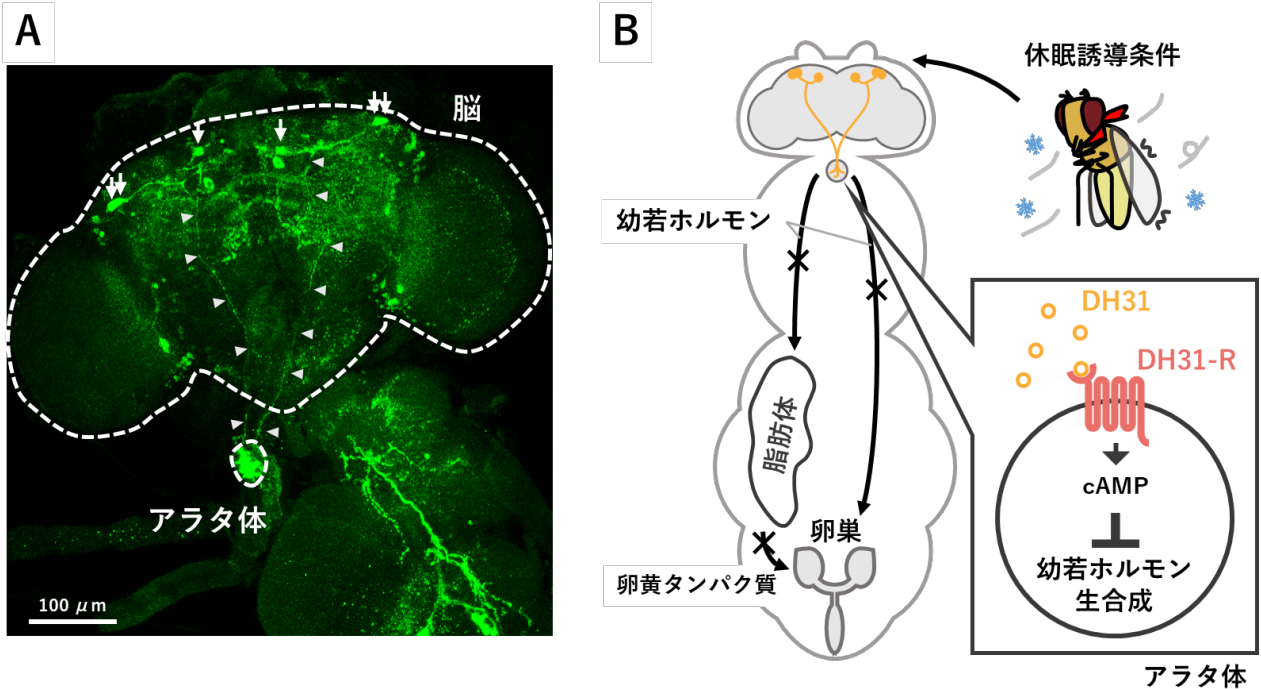 A
脳
アラタ体
100 μm
B
休眠誘導条件
幼若ホルモン
DH31
DH31-R
cAMP
幼若ホルモン
生合成
脂肪体
卵巣
卵黄タンパク質
アラタ体